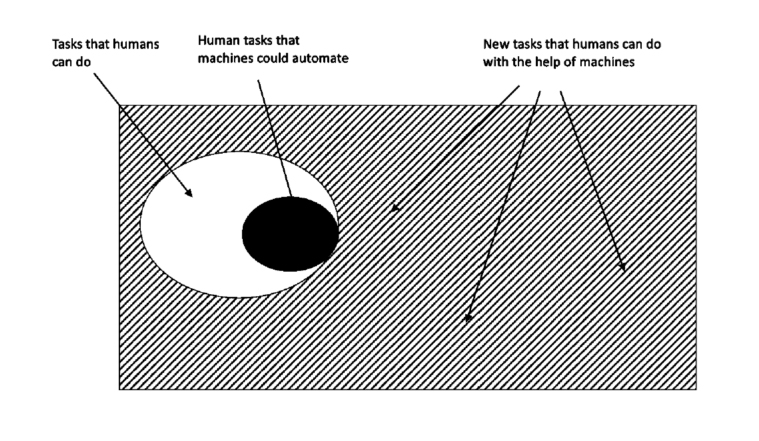 Tasks that humans
can do
Human tasks that
machines could automate
New tasks that humans can do
with the help of machines